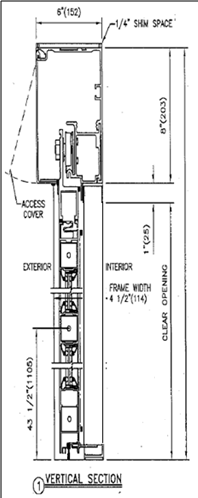 6"(152)
1/4" SHIM SPACE
8"(203)
ACCESS
COVER
1"(25)
EXTERIOR
INTERIOR
FRAME WIDTH
4 1/2"(114)
CLEAR OPENING
43 1/2"(1105)
1 VERTICAL SECTION